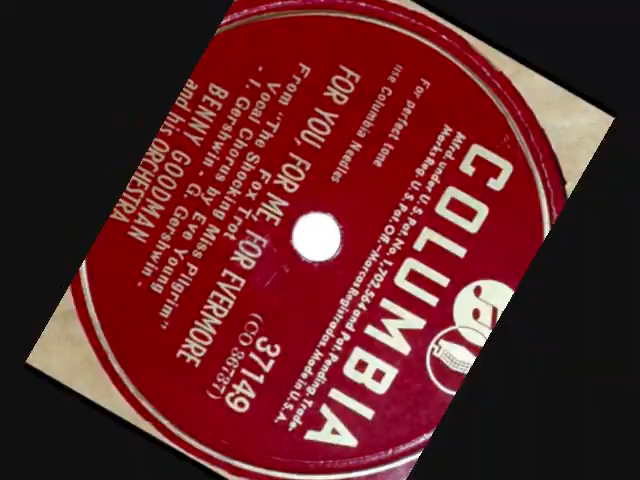 COLUMBIA
Mfrd. under U.S. Pat. No. 1,702,564 and Pat. Pending. Trade-
Marks Reg. U.S. Pat. Off.—Marcas Registradas. Made in U.S.A.
For perfect tone
use Columbia Needles
37149
(CO 36737)
FOR YOU, FOR ME, FOR EVERMORE
Fox Trot
From "The Shocking Miss Pilgrim"
Vocal Chorus by Eve Young
- I. Gershwin - G. Gershwin -
BENNY GOODMAN
and his ORCHESTRA